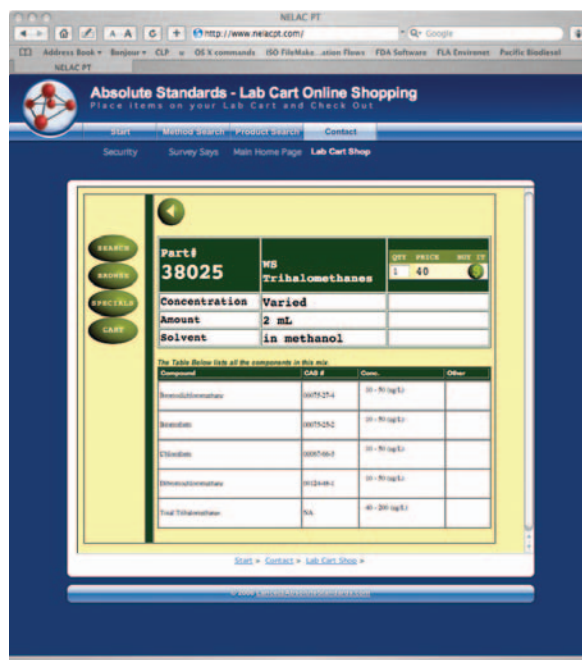 NELAC PT
A A
http://www.nelacpt.com/
Google
Address Book Bonjour CLP OS X commands ISO FileMake...ation Flows FDA Software FLA Environet Pacific Biodiesel
NELAC PT
Absolute Standards - Lab Cart Online Shopping
Place items on your Lab Cart and Check Out
Start Method Search Product Search Contact
Security Survey Says Main Home Page Lab Cart Shop
SEARCH
BROWSE
SPECIALS
CART
Part# 38025
WS Trihalomethanes
QTY PRICE BUY IT
1 40
Concentration Varied
Amount 2 mL
Solvent in methanol
The Table Below lists all the components in this mix.
Compound CAS # Conc. Other
Bromodichloromethane 00075-27-4 10 - 50 (ug/L)
Bromoform 00075-25-2 10 - 50 (ug/L)
Chloroform 00067-66-3 10 - 50 (ug/L)
Dibromochloromethane 00124-48-1 10 - 50 (ug/L)
Total Trihalomethanes NA 40 - 200 (ug/L)
Start » Contact » Lab Cart Shop »